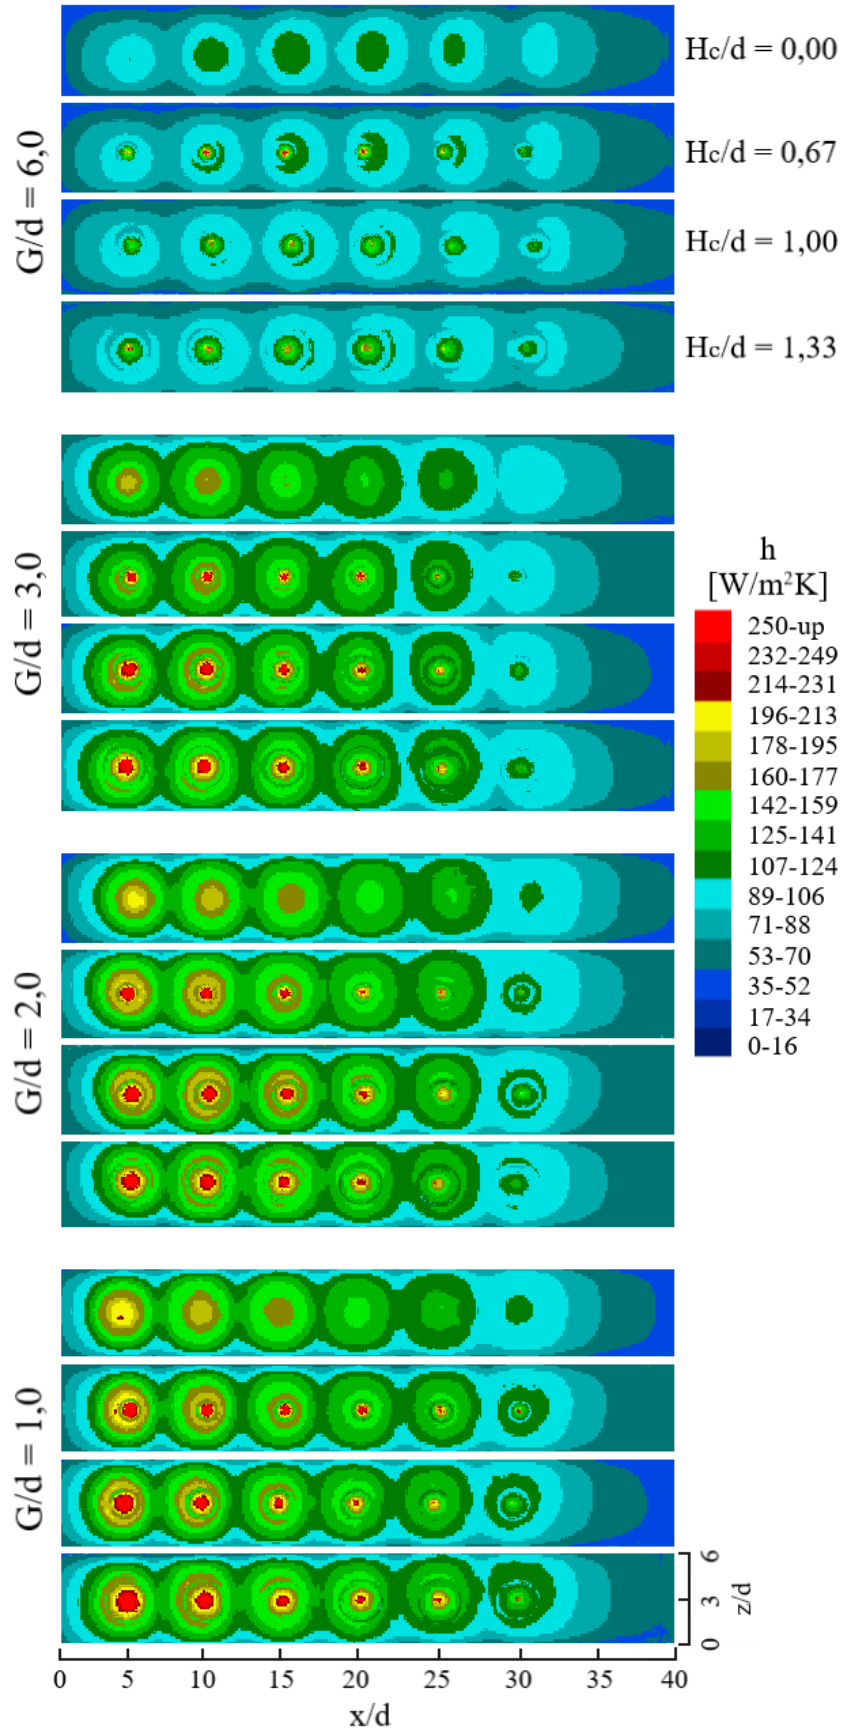 Hc/d = 0,00
G/d = 6,0
Hc/d = 0,67
Hc/d = 1,00
Hc/d = 1,33
G/d = 3,0
h
[W/m²K]
250-up
232-249
214-231
196-213
178-195
160-177
142-159
125-141
107-124
89-106
71-88
53-70
35-52
17-34
0-16
G/d = 2,0
G/d = 1,0
6
3
0
z/d
0 5 10 15 20 25 30 35 40
x/d